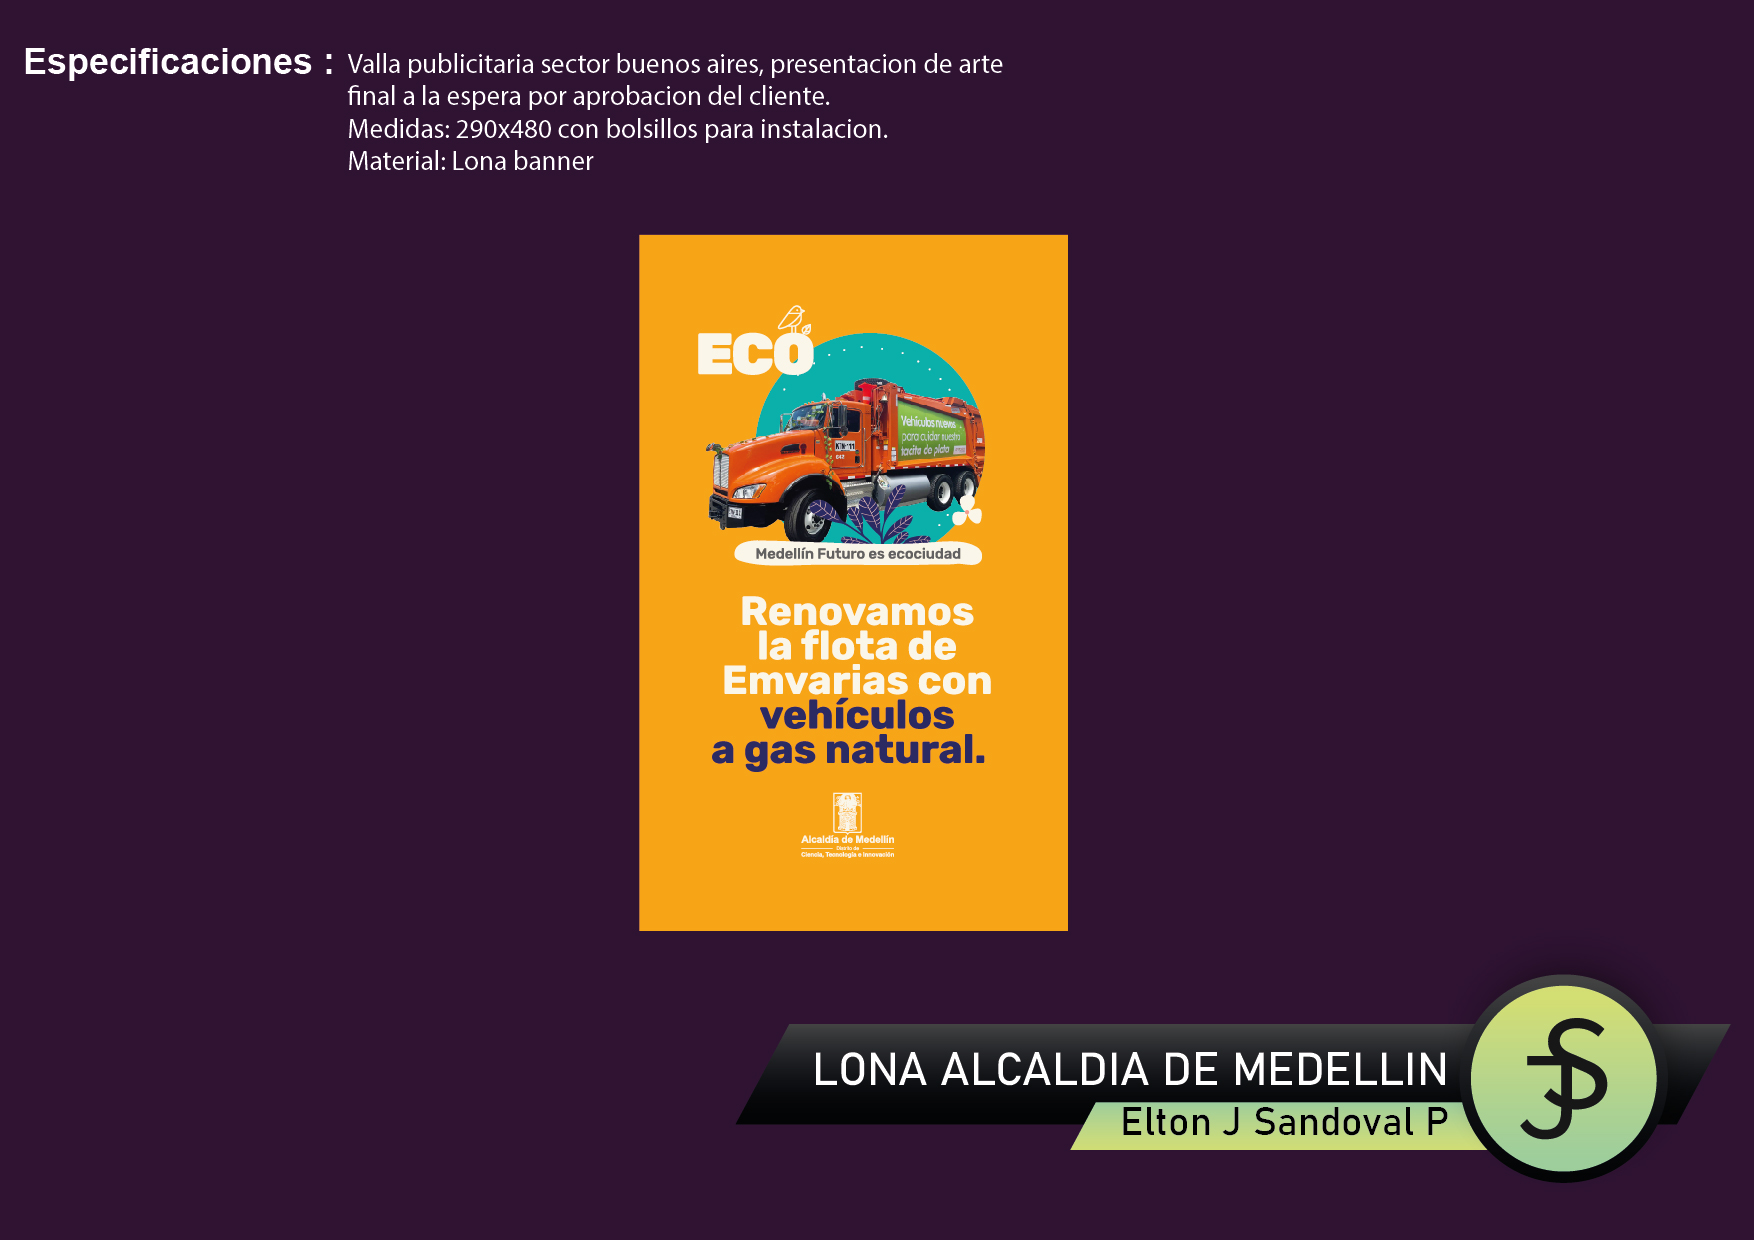 Especificaciones :
Valla publicitaria sector buenos aires, presentacion de arte
final a la espera por aprobacion del cliente.
Medidas: 290x480 con bolsillos para instalacion.
Material: Lona banner
ECO
Vehículos nuevos
para cuidar nuestra
tacita de plata
KTN-111
Medellín Futuro es ecociudad
Renovamos
la flota de
Emvarias con
vehículos
a gas natural.
Alcaldía de Medellín
Distrito de
Ciencia, Tecnología e Innovación
LONA ALCALDIA DE MEDELLIN
Elton J Sandoval P